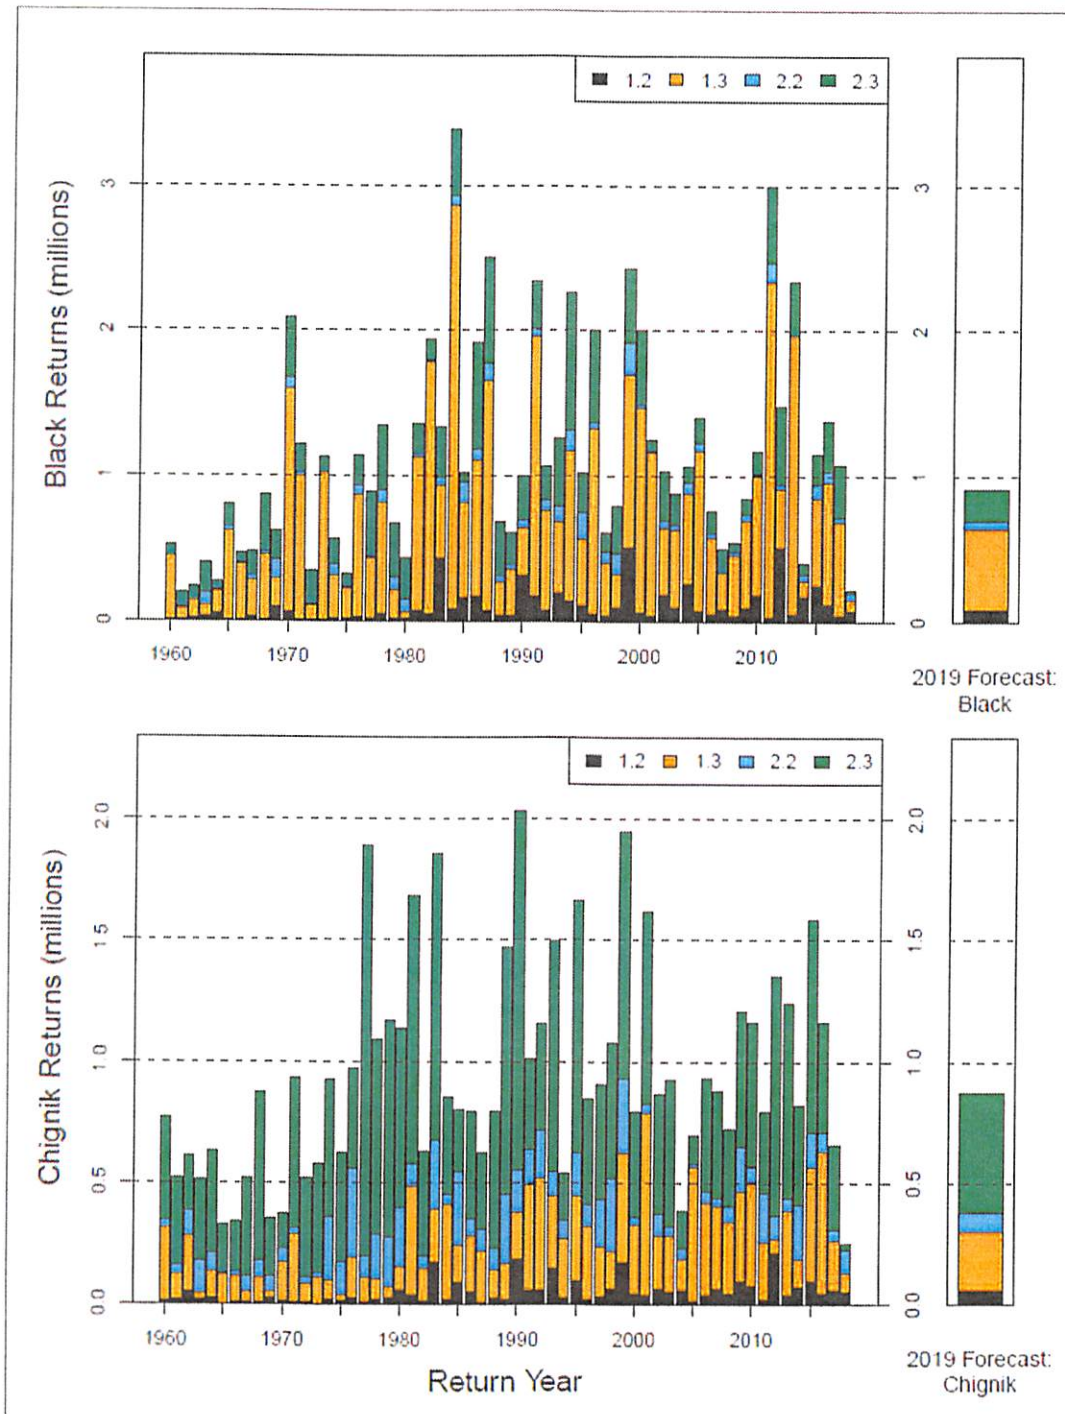 1.2 1.3 2.2 2.3
Black Returns (millions)
3
2
1
0
3
2
1
0
1960 1970 1980 1990 2000 2010
2019 Forecast:
Black
1.2 1.3 2.2 2.3
Chignik Returns (millions)
2.0
1.5
1.0
0.5
0.0
2.0
1.5
1.0
0.5
0.0
1960 1970 1980 1990 2000 2010
Return Year
2019 Forecast:
Chignik